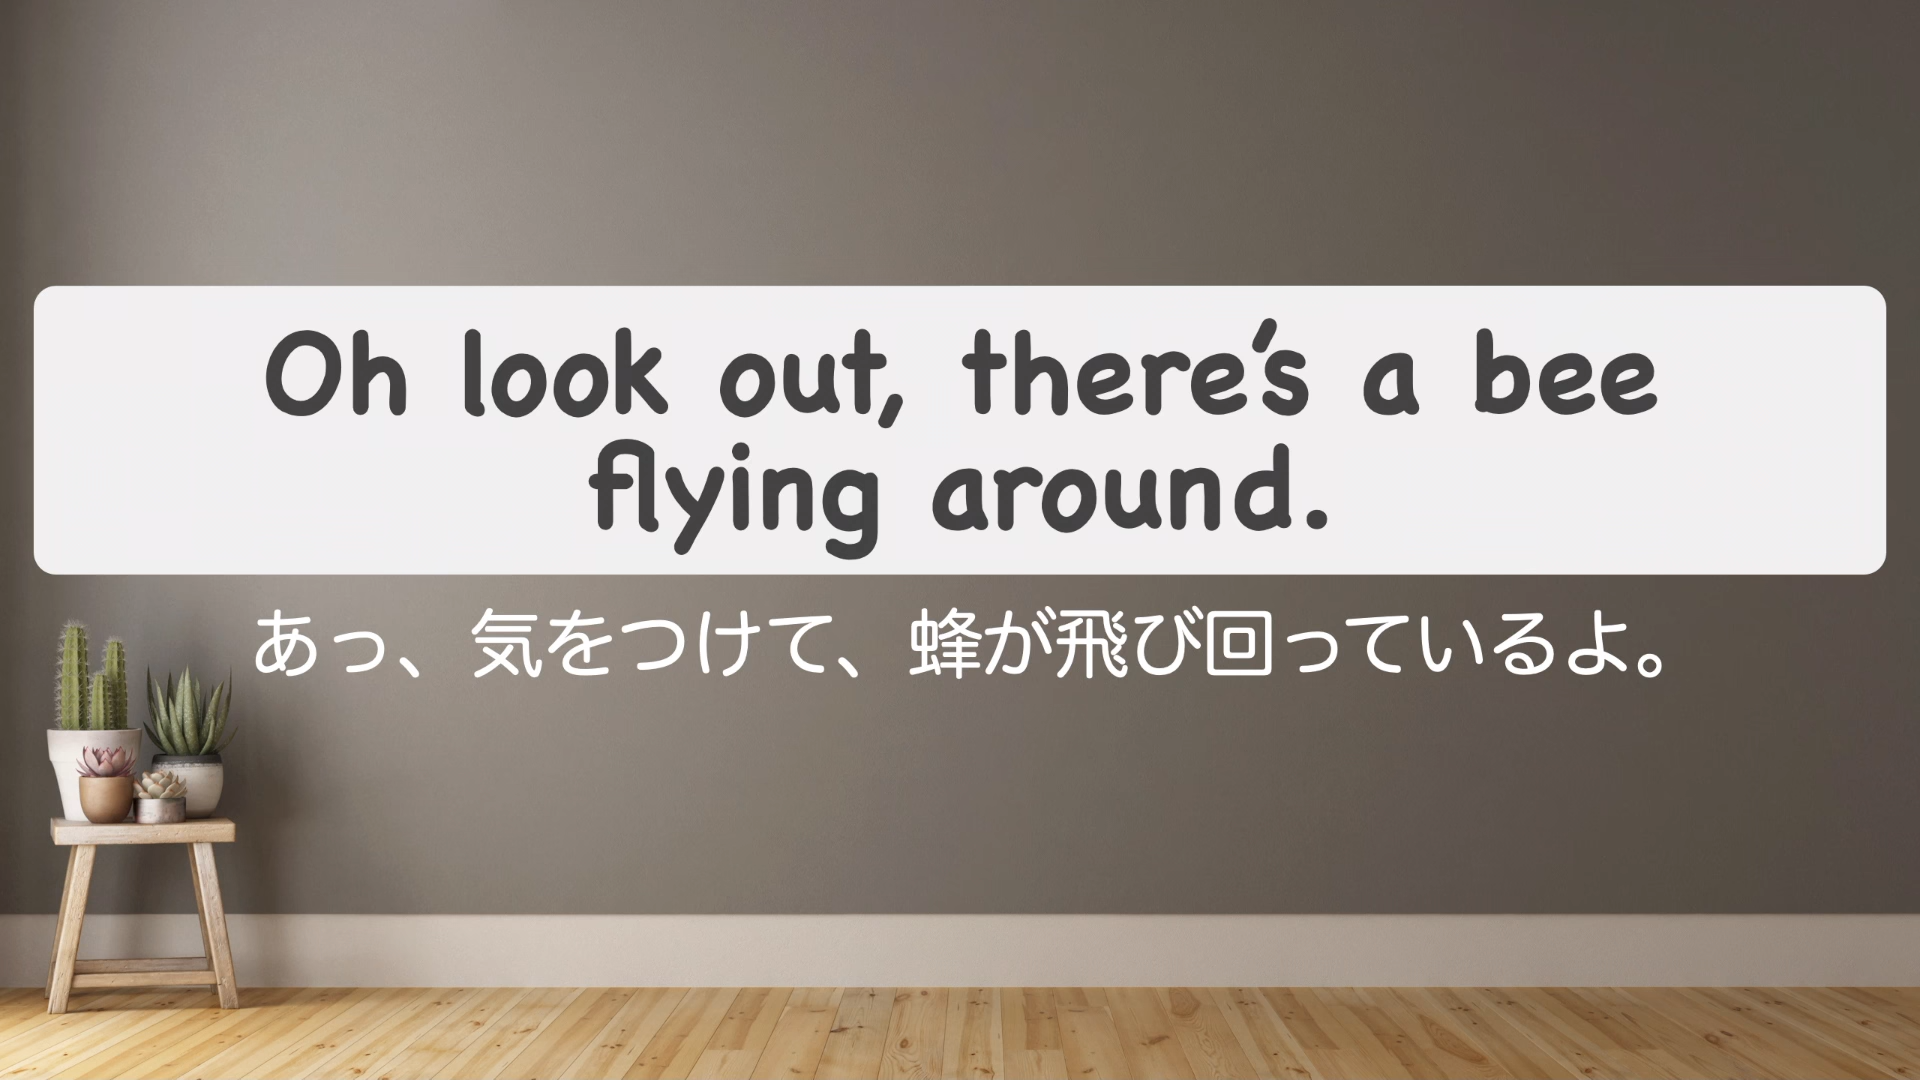 Oh look out, there's a bee
flying around.
あっ、気をつけて、蜂が飛び回っているよ。